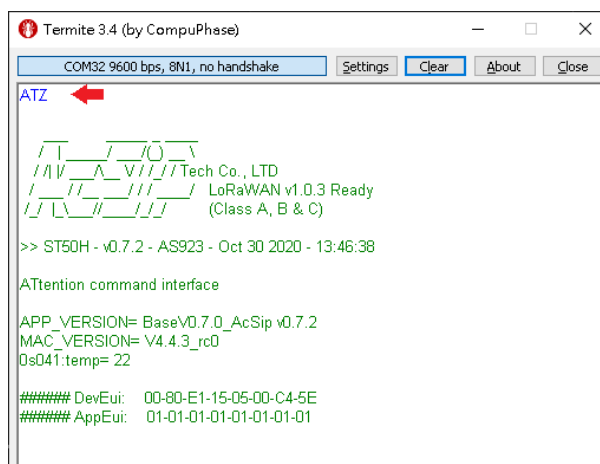 Termite 3.4 (by CompuPhase)
COM32 9600 bps, 8N1, no handshake Settings Clear About Close
ATZ
Tech Co., LTD
LoRaWAN v1.0.3 Ready
(Class A, B & C)
>> ST50H - v0.7.2 - AS923 - Oct 30 2020 - 13:46:38
ATtention command interface
APP_VERSION= BaseV0.7.0_AcSip v0.7.2
MAC_VERSION= V4.4.3_rc0
0s041:temp= 22
###### DevEui: 00-80-E1-15-05-00-C4-5E
###### AppEui: 01-01-01-01-01-01-01-01